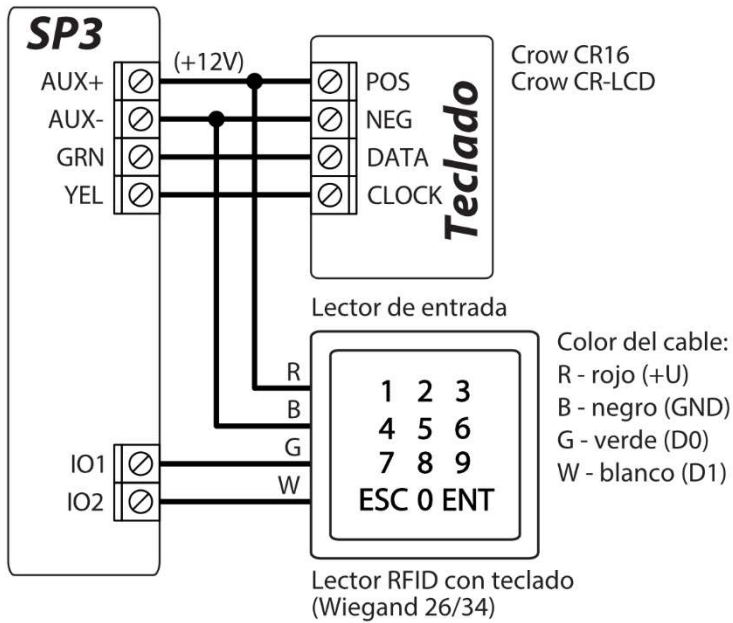 SP3
AUX+
(+12V)
POS
AUX-
NEG
GRN
DATA
YEL
CLOCK
Teclado
Crow CR16
Crow CR-LCD
Lector de entrada
R
B
G
W
IO1
IO2
1 2 3
4 5 6
7 8 9
ESC 0 ENT
Color del cable:
R - rojo (+U)
B - negro (GND)
G - verde (D0)
W - blanco (D1)
Lector RFID con teclado
(Wiegand 26/34)